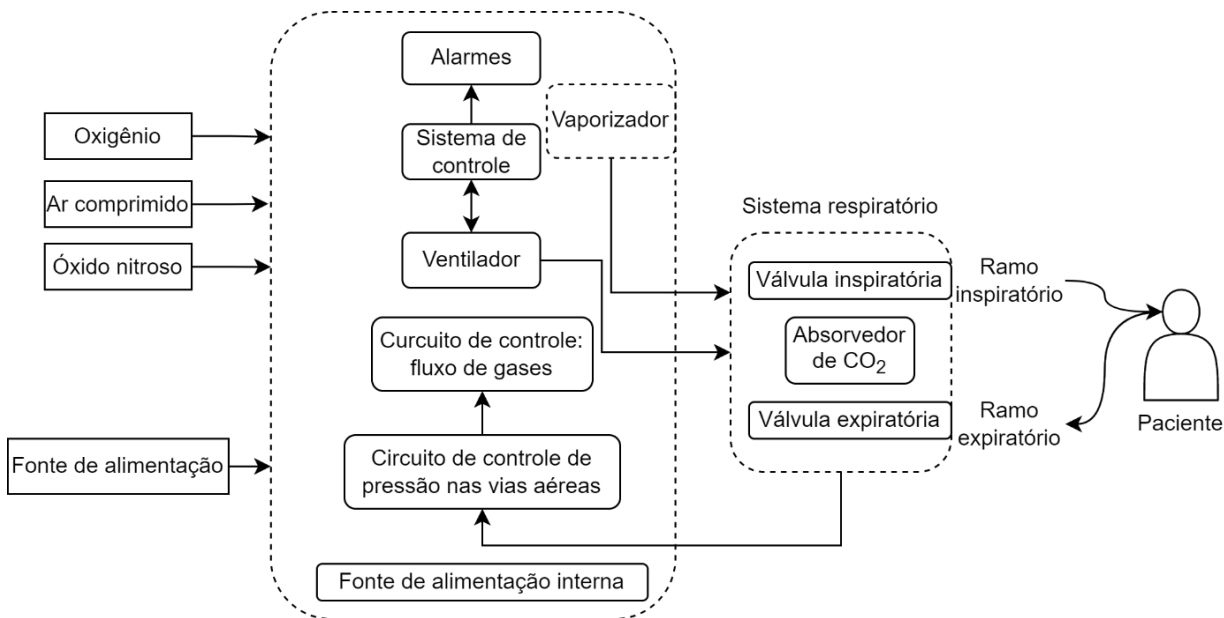 Alarmes
Vaporizador
Oxigênio
Sistema de
controle
Ar comprimido
Sistema respiratório
Óxido nitroso
Ventilador
Válvula inspiratória
Ramo
inspiratório
Curcuito de controle:
fluxo de gases
Absorvedor
de CO2
Válvula expiratória
Ramo
expiratório
Paciente
Fonte de alimentação
Circuito de controle de
pressão nas vias aéreas
Fonte de alimentação interna